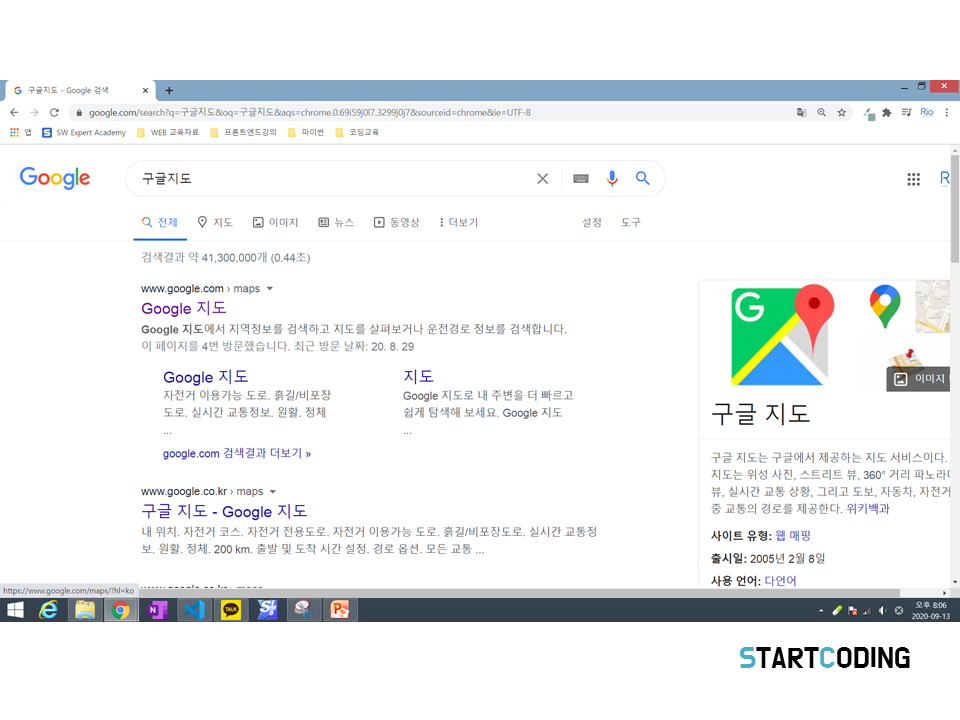 구글지도 - Google 검색
google.com/search?q=구글지도&oq=구글지도&aqs=chrome.0.69i59j0l7.3299j0j7&sourceid=chrome&ie=UTF-8
Rio
앱
SW Expert Academy
WEB 교육자료
프론트엔드강의
파이썬
코딩교육
Google
구글지도
R
전체
지도
이미지
뉴스
동영상
더보기
설정
도구
검색결과 약 41,300,000개 (0.44초)
www.google.com › maps
Google 지도
Google 지도에서 지역정보를 검색하고 지도를 살펴보거나 운전경로 정보를 검색합니다.
이 페이지를 4번 방문했습니다. 최근 방문 날짜: 20. 8. 29
Google 지도
자전거 이용가능 도로. 흙길/비포장
도로. 실시간 교통정보. 원활. 정체
...
지도
Google 지도로 내 주변을 더 빠르고
쉽게 탐색해 보세요. Google 지도
...
google.com 검색결과 더보기 »
www.google.co.kr › maps
구글 지도 - Google 지도
내 위치. 자전거 코스. 자전거 전용도로. 자전거 이용가능 도로. 흙길/비포장도로. 실시간 교통정
보. 원활. 정체. 200 km. 출발 및 도착 시간 설정. 경로 옵션. 모든 교통 ...
G
이미지
구글 지도
구글 지도는 구글에서 제공하는 지도 서비스이다.
지도는 위성 사진, 스트리트 뷰, 360° 거리 파노라마
뷰, 실시간 교통 상황, 그리고 도보, 자동차, 자전거
중 교통의 경로를 제공한다. 위키백과
사이트 유형: 웹 매핑
출시일: 2005년 2월 8일
사용 언어: 다언어
https://www.google.com/maps/?hl=ko
TALK
오후 8:06
2020-09-13
STARTCODING